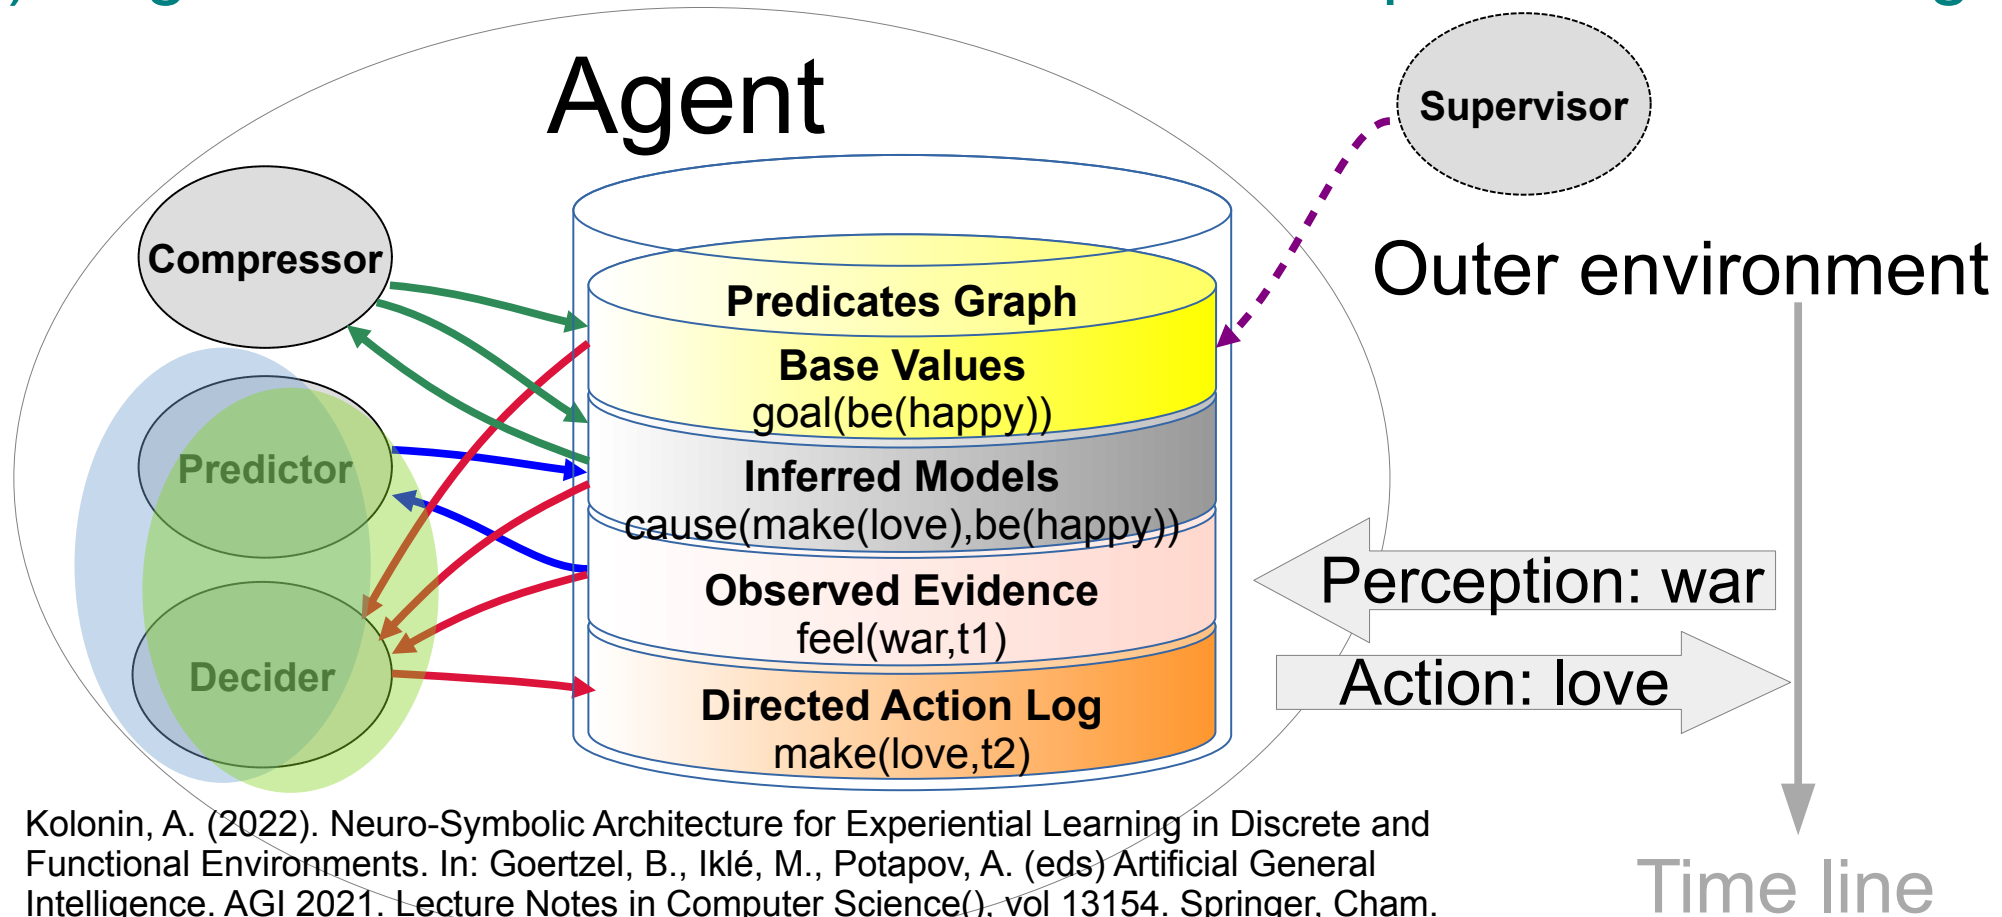 Agent
Supervisor
Compressor
Outer environment
Predicates Graph
Base Values
goal(be(happy))
Predictor
Inferred Models
cause(make(love),be(happy))
Perception: war
Observed Evidence
feel(war,t1)
Decider
Action: love
Directed Action Log
make(love,t2)
Kolonin, A. (2022). Neuro-Symbolic Architecture for Experiential Learning in Discrete and
Functional Environments. In: Goertzel, B., Iklé, M., Potapov, A. (eds) Artificial General
Intelligence. AGI 2021. Lecture Notes in Computer Science(), vol 13154. Springer, Cham.
Time line